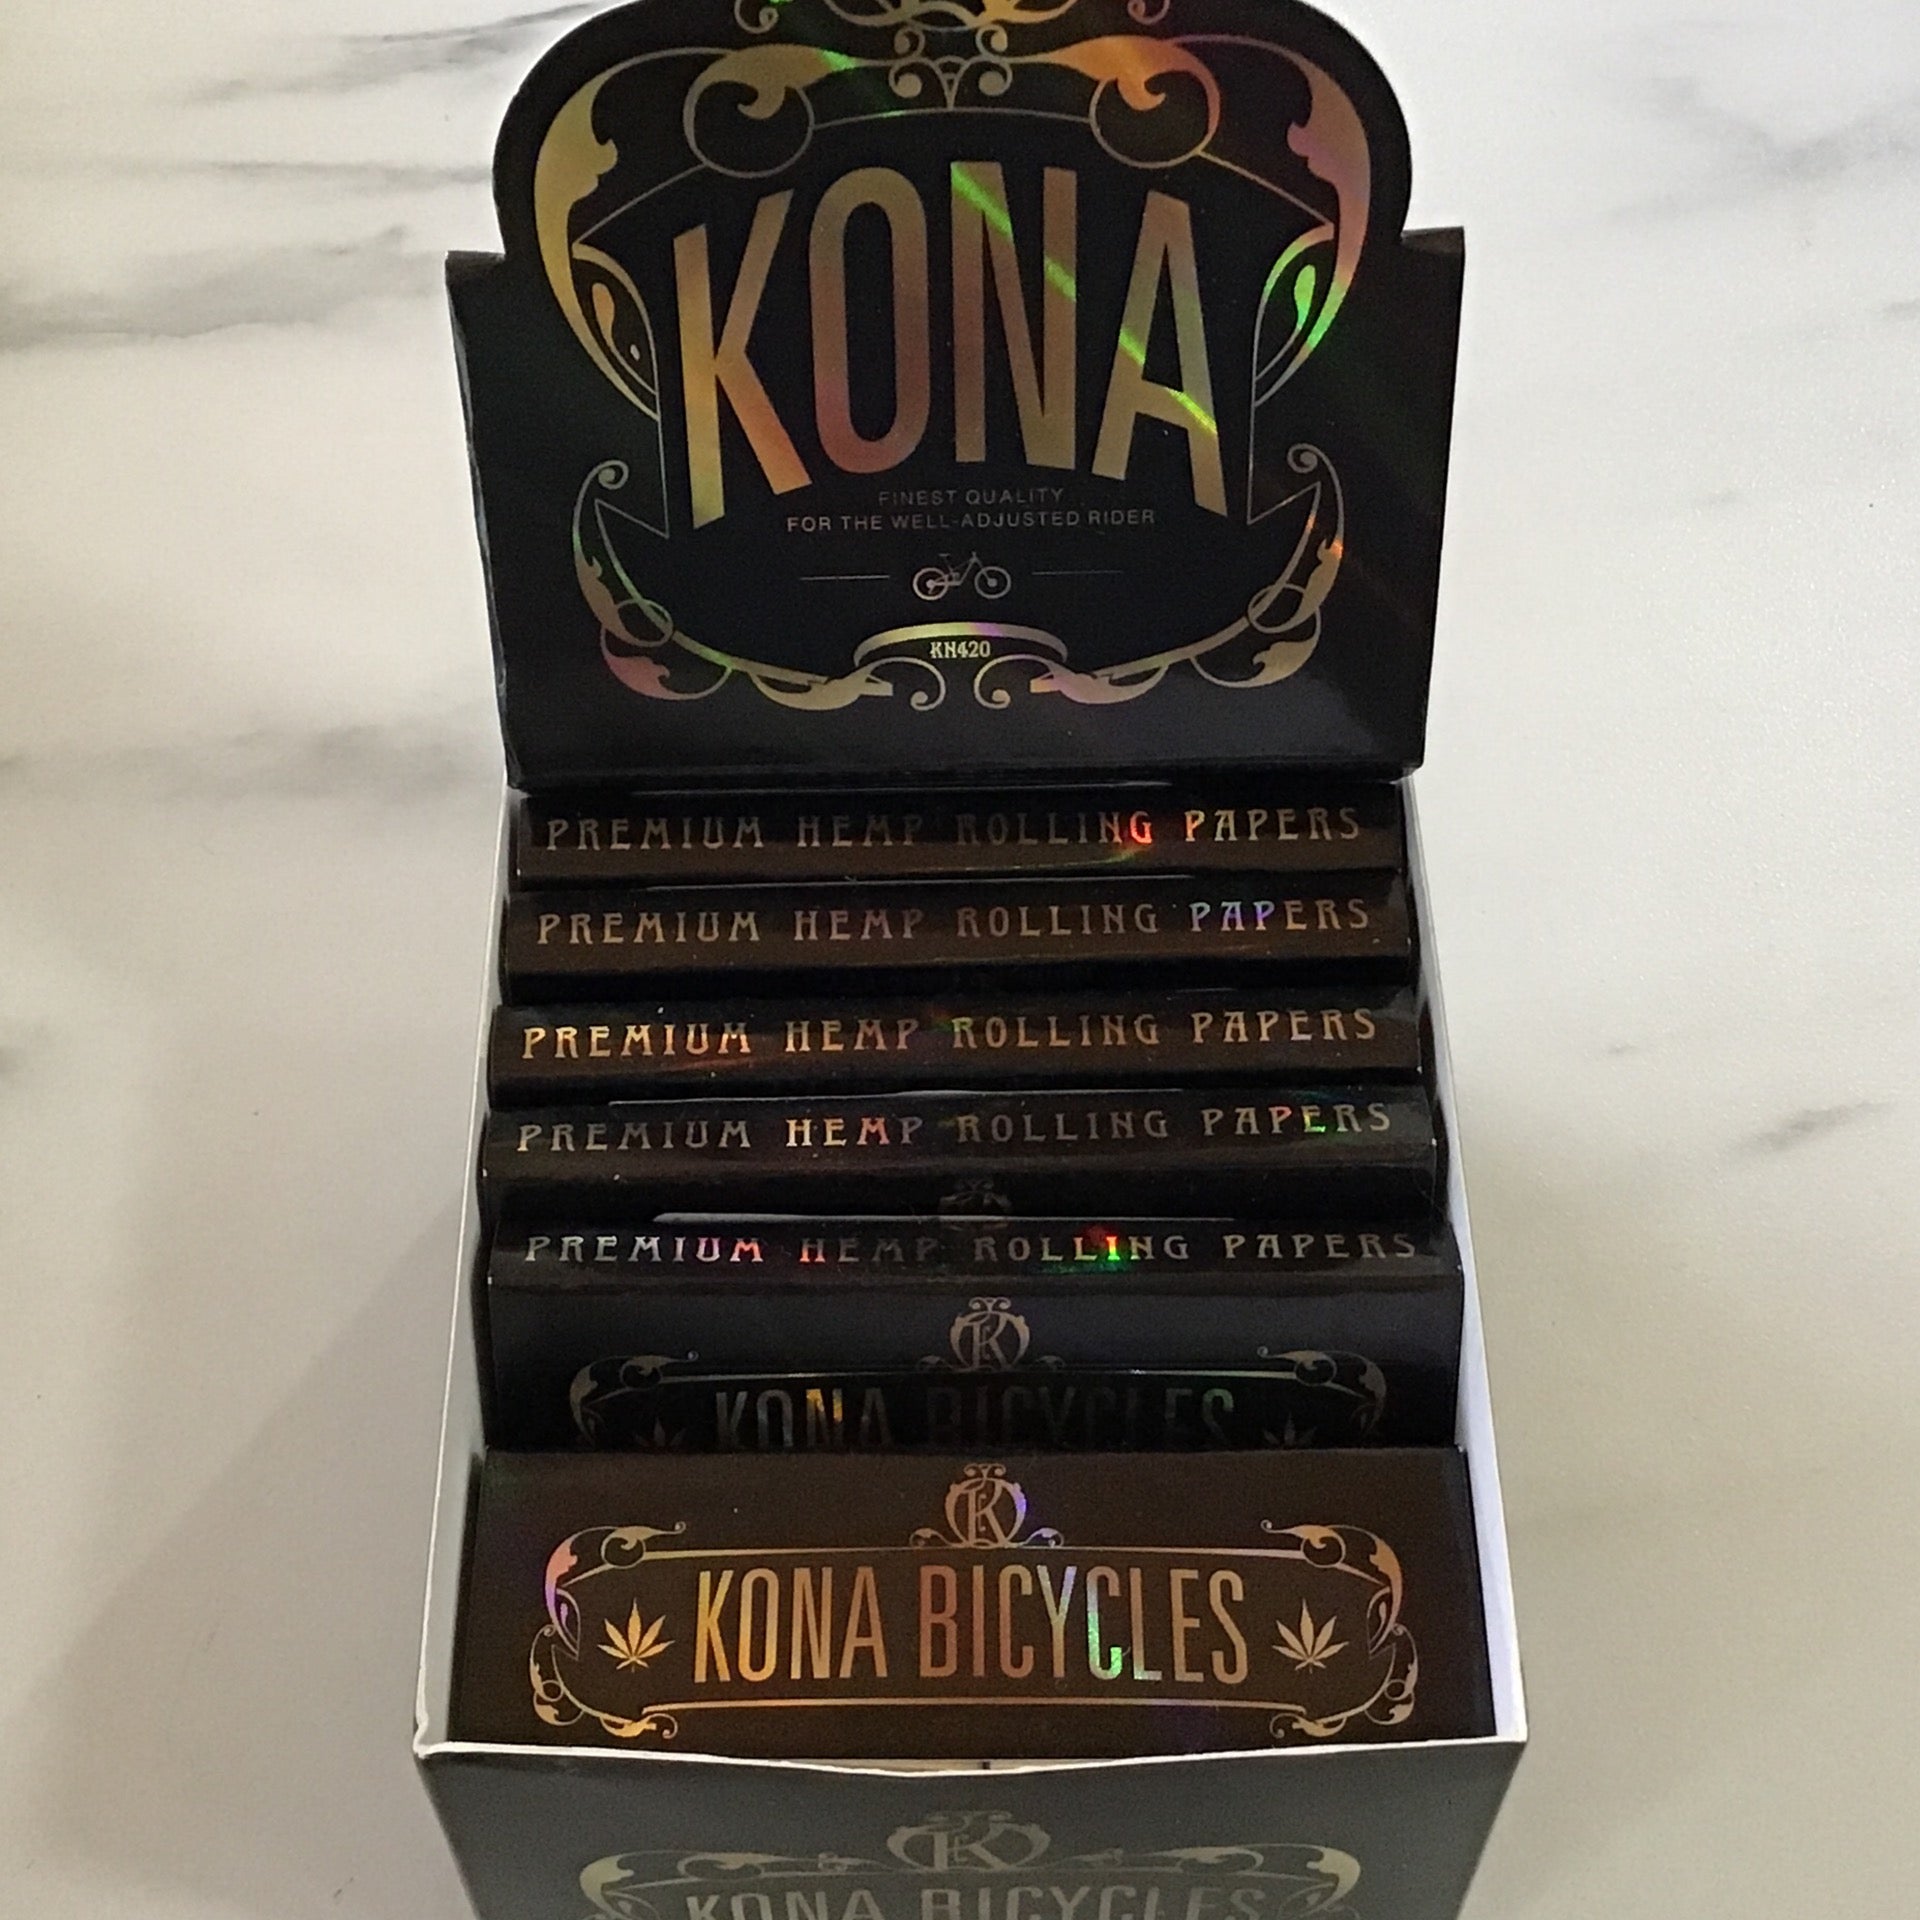 KONA
FINEST QUALITY
FOR THE WELL-ADJUSTED RIDER
KN420
PREMIUM HEMP ROLLING PAPERS
PREMIUM HEMP ROLLING PAPERS
PREMIUM HEMP ROLLING PAPERS
PREMIUM HEMP ROLLING PAPERS
PREMIUM HEMP ROLLING PAPERS
K
KONA BICYCLES
K
KONA BICYCLES
K
KONA BICYCLES